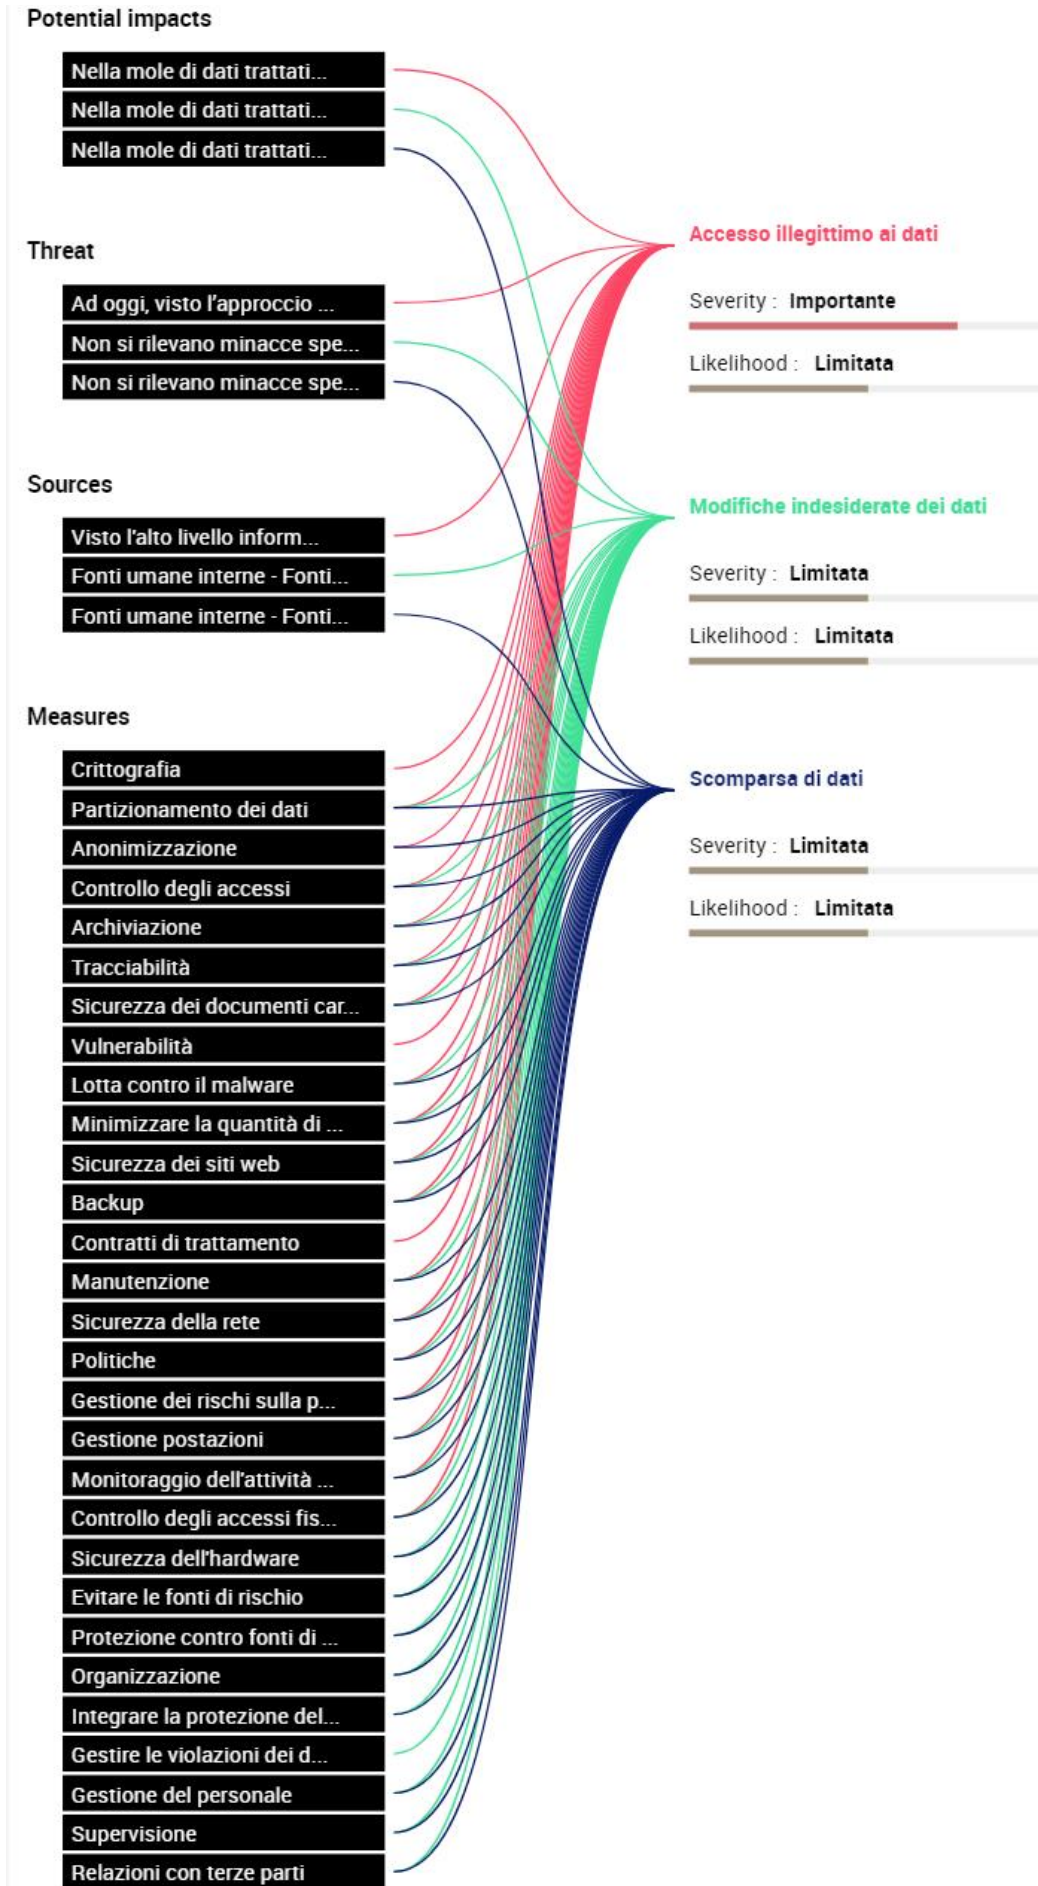 Potential impacts
Nella mole di dati trattati...
Nella mole di dati trattati...
Nella mole di dati trattati...
Threat
Ad oggi, visto l'approccio ...
Non si rilevano minacce spe...
Non si rilevano minacce spe...
Sources
Visto l'alto livello inform...
Fonti umane interne - Fonti...
Fonti umane interne - Fonti...
Measures
Crittografia
Partizionamento dei dati
Anonimizzazione
Controllo degli accessi
Archiviazione
Tracciabilità
Sicurezza dei documenti car...
Vulnerabilità
Lotta contro il malware
Minimizzare la quantità di ...
Sicurezza dei siti web
Backup
Contratti di trattamento
Manutenzione
Sicurezza della rete
Politiche
Gestione dei rischi sulla p...
Gestione postazioni
Monitoraggio dell'attività ...
Controllo degli accessi fis...
Sicurezza dell'hardware
Evitare le fonti di rischio
Protezione contro fonti di ...
Organizzazione
Integrare la protezione del...
Gestire le violazioni dei d...
Gestione del personale
Supervisione
Relazioni con terze parti
Accesso illegittimo ai dati
Severity : Importante
Likelihood : Limitata
Modifiche indesiderate dei dati
Severity : Limitata
Likelihood : Limitata
Scomparsa di dati
Severity : Limitata
Likelihood : Limitata